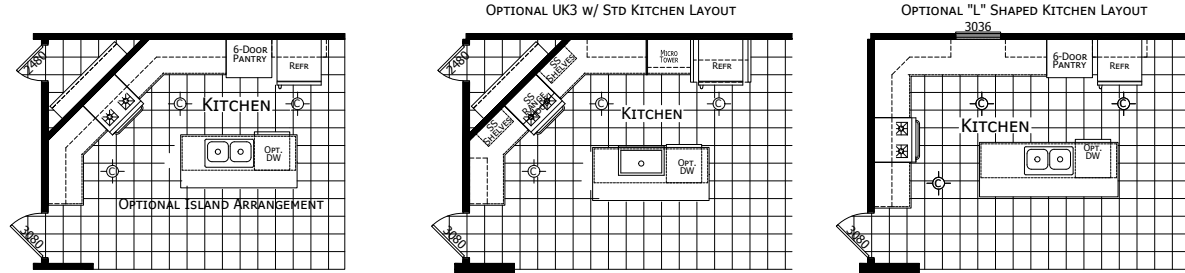 2480
6-Door
Pantry
Refr
C
Kitchen
C
Opt.
DW
C
Optional Island Arrangement
3080
Optional UK3 w/ Std Kitchen Layout
2480
SS
Shelves
Micro
Tower
Refr
SS
Range
C
Kitchen
C
SS
Shelves
Opt.
DW
C
3080
Optional "L" Shaped Kitchen Layout
3036
6-Door
Pantry
Refr
C
C
Kitchen
Opt.
DW
C
3080